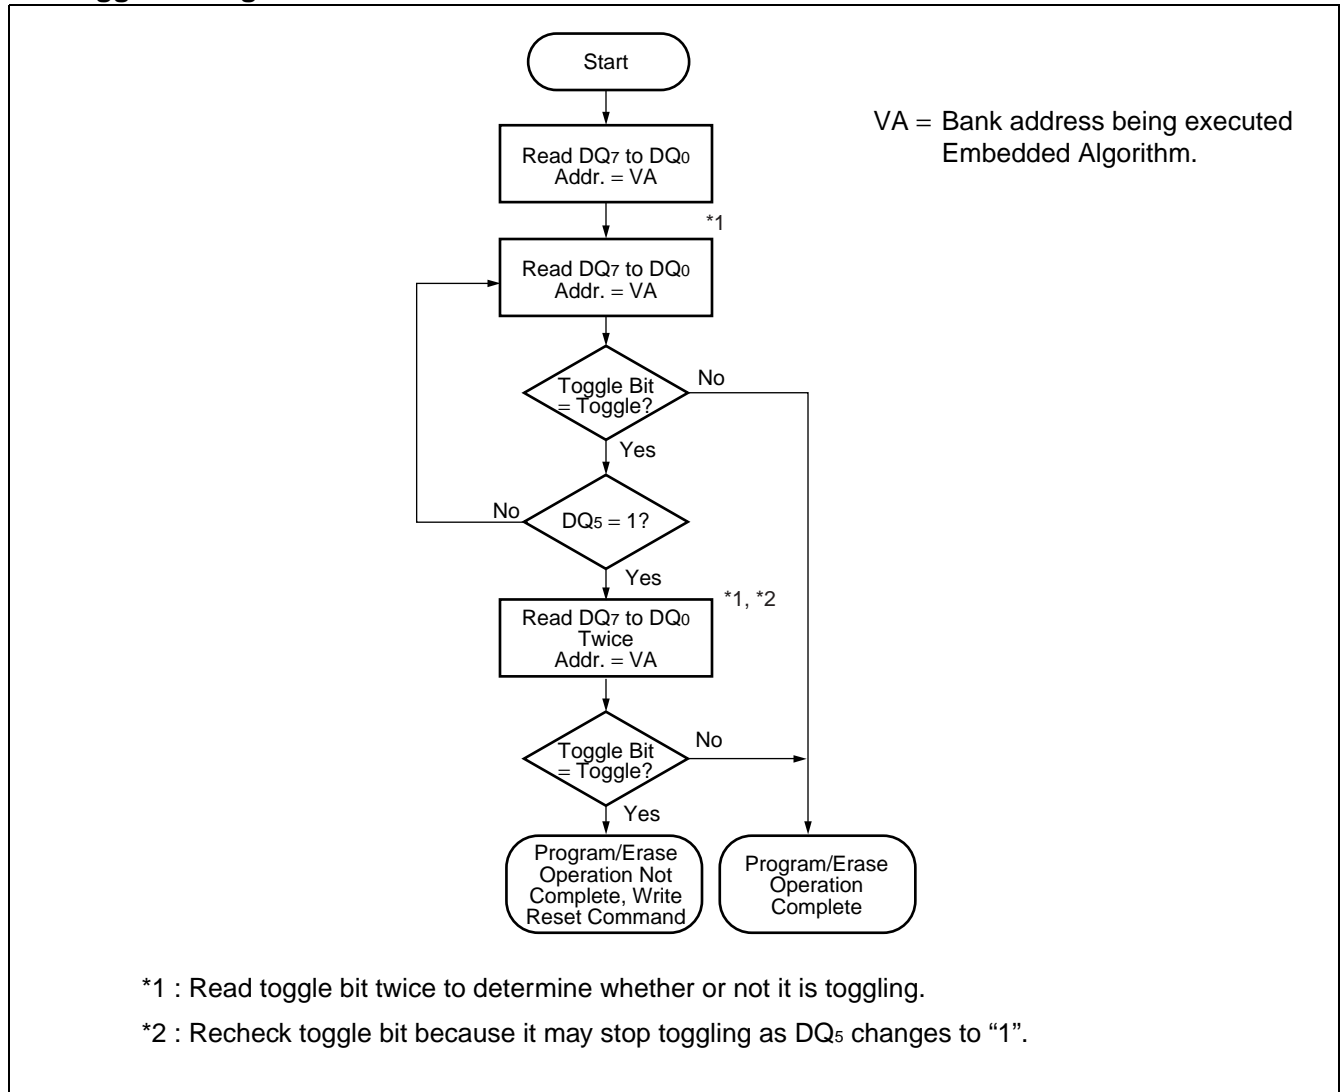 Start
VA = Bank address being executed
Embedded Algorithm.
Read DQ7 to DQ0
Addr. = VA
*1
Read DQ7 to DQ0
Addr. = VA
Toggle Bit
= Toggle?
No
Yes
No
DQ5 = 1?
Yes
*1, *2
Read DQ7 to DQ0
Twice
Addr. = VA
Toggle Bit
= Toggle?
No
Yes
Program/Erase
Operation Not
Complete, Write
Reset Command
Program/Erase
Operation
Complete
*1 : Read toggle bit twice to determine whether or not it is toggling.
*2 : Recheck toggle bit because it may stop toggling as DQ5 changes to “1”.